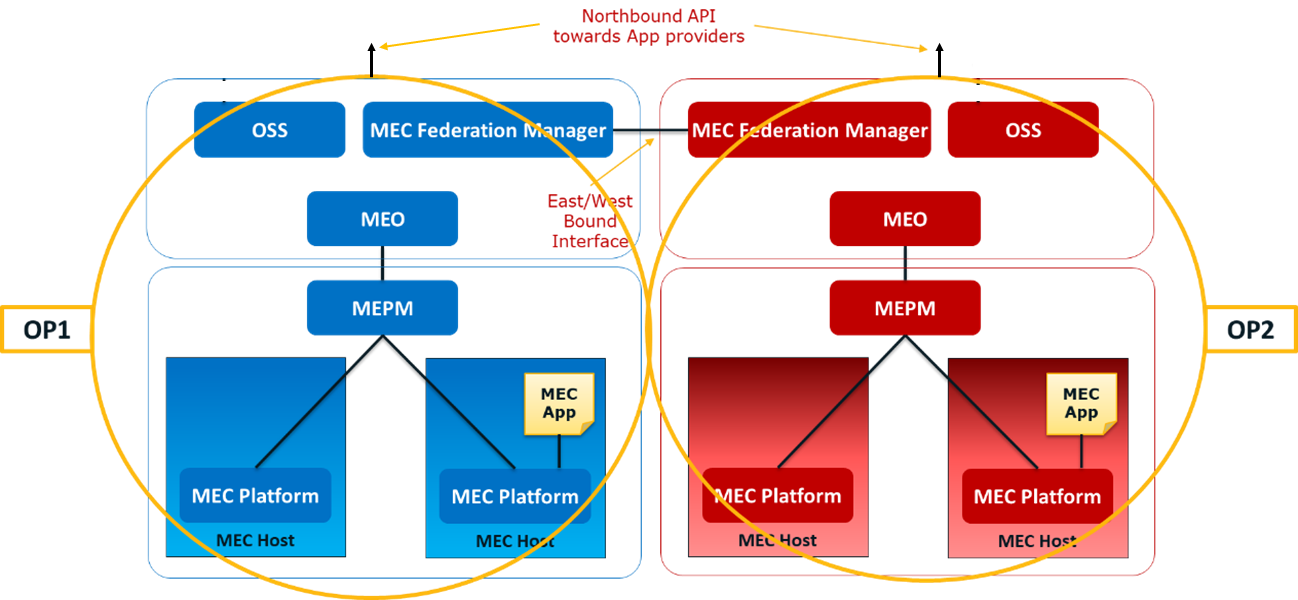 Northbound API
towards App providers
OSS
MEC Federation Manager
MEC Federation Manager
OSS
East/West
Bound
Interface
MEO
MEO
MEPM
MEPM
OP1
OP2
MEC
App
MEC
App
MEC Platform
MEC Platform
MEC Platform
MEC Platform
MEC Host
MEC Host
MEC Host
MEC Host